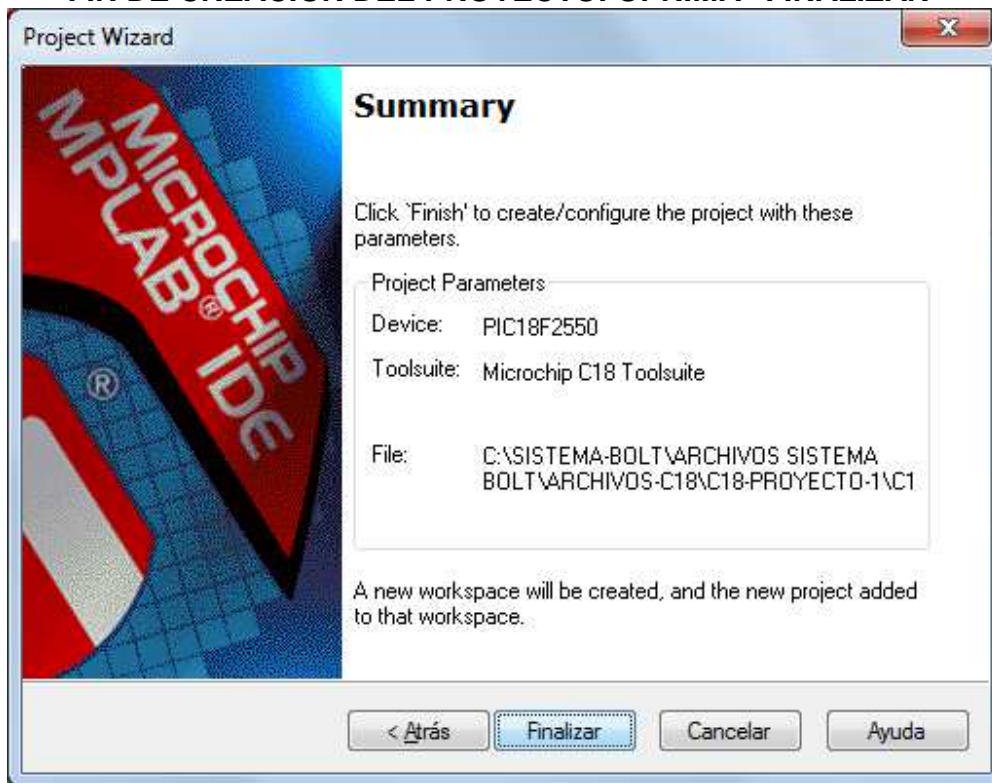 Project Wizard
MICROCHIP
MPLAB® IDE
®
Summary
Click `Finish' to create/configure the project with these
parameters.
Project Parameters
Device: PIC18F2550
Toolsuite: Microchip C18 Toolsuite
File: C:\SISTEMA-BOLT\ARCHIVOS SISTEMA
BOLT\ARCHIVOS-C18\C18-PROYECTO-1\C1
A new workspace will be created, and the new project added
to that workspace.
< Atrás Finalizar Cancelar Ayuda